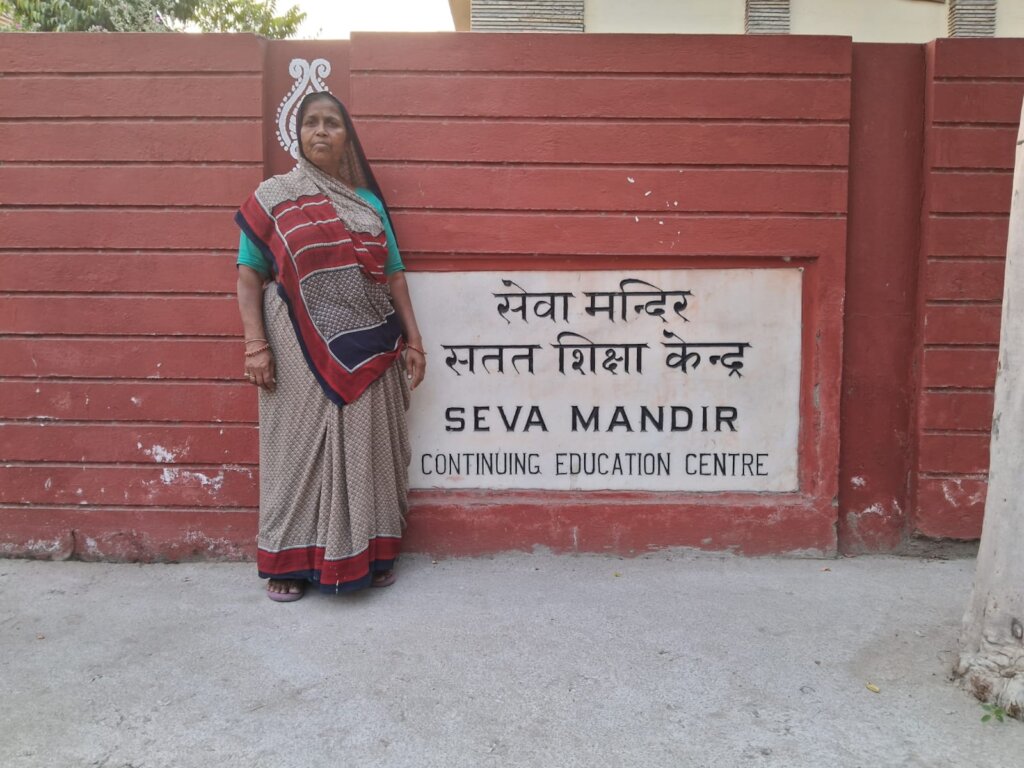 सेवा मन्दिर
सतत शिक्षा केन्द्र
SEVA MANDIR
CONTINUING EDUCATION CENTRE